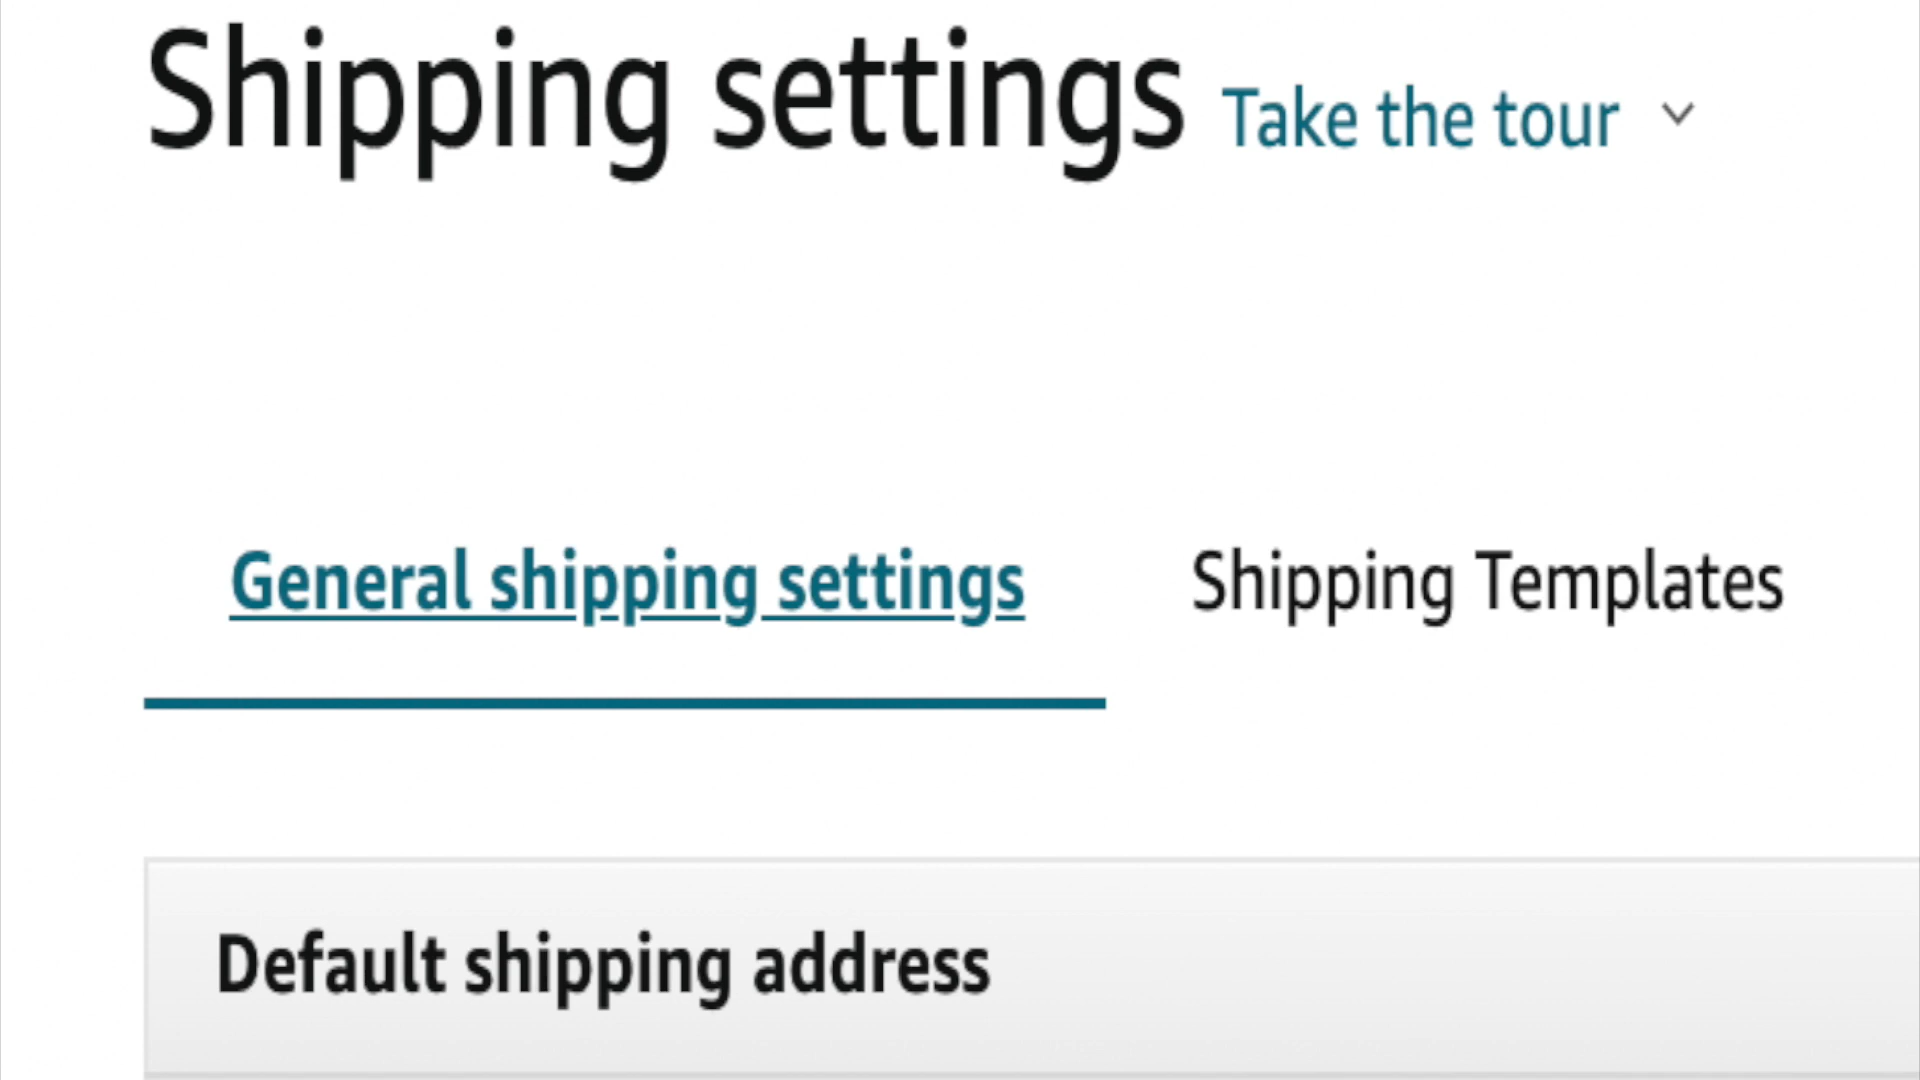 Shipping settings Take the tour
General shipping settings Shipping Templates
Default shipping address